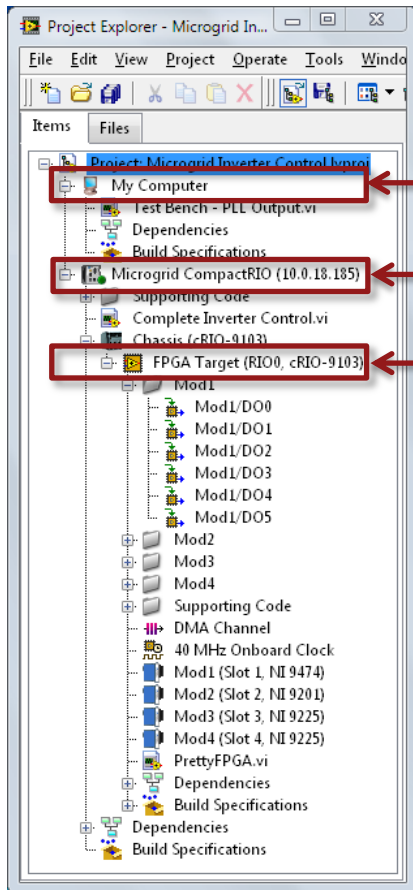 Project Explorer - Microgrid In...
File Edit View Project Operate Tools Windo
Items Files
Project: Microgrid Inverter Control.lvproj
My Computer
Test Bench - PLL Output.vi
Dependencies
Build Specifications
Microgrid CompactRIO (10.0.18.185)
Supporting Code
Complete Inverter Control.vi
Chassis (cRIO-9103)
FPGA Target (RIO0, cRIO-9103)
Mod1
Mod1/DO0
Mod1/DO1
Mod1/DO2
Mod1/DO3
Mod1/DO4
Mod1/DO5
Mod2
Mod3
Mod4
Supporting Code
DMA Channel
40 MHz Onboard Clock
Mod1 (Slot 1, NI 9474)
Mod2 (Slot 2, NI 9201)
Mod3 (Slot 3, NI 9225)
Mod4 (Slot 4, NI 9225)
PrettyFPGA.vi
Dependencies
Build Specifications
Dependencies
Build Specifications